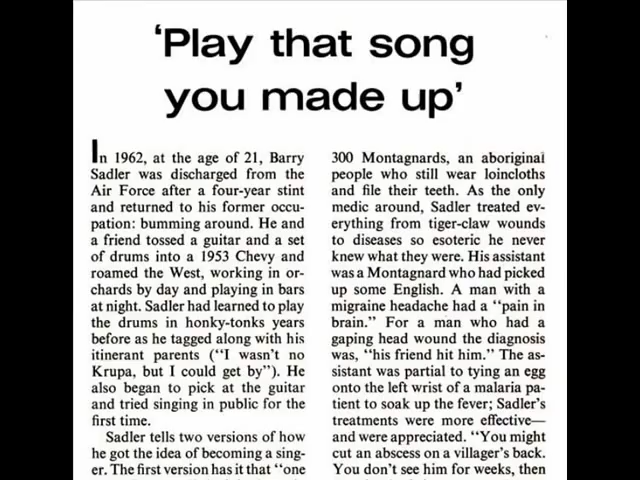 ‘Play that song
you made up’
In 1962, at the age of 21, Barry
Sadler was discharged from the
Air Force after a four-year stint
and returned to his former occu-
pation: bumming around. He and
a friend tossed a guitar and a set
of drums into a 1953 Chevy and
roamed the West, working in or-
chards by day and playing in bars
at night. Sadler had learned to play
the drums in honky-tonks years
before as he tagged along with his
itinerant parents (“I wasn't no
Krupa, but I could get by”). He
also began to pick at the guitar
and tried singing in public for the
first time.
Sadler tells two versions of how
he got the idea of becoming a sing-
er. The first version has it that “one
300 Montagnards, an aboriginal
people who still wear loincloths
and file their teeth. As the only
medic around, Sadler treated ev-
erything from tiger-claw wounds
to diseases so esoteric he never
knew what they were. His assistant
was a Montagnard who had picked
up some English. A man with a
migraine headache had a “pain in
brain.” For a man who had a
gaping head wound the diagnosis
was, “his friend hit him.” The as-
sistant was partial to tying an egg
onto the left wrist of a malaria pa-
tient to soak up the fever; Sadler's
treatments were more effective—
and were appreciated. “You might
cut an abscess on a villager's back.
You don't see him for weeks, then